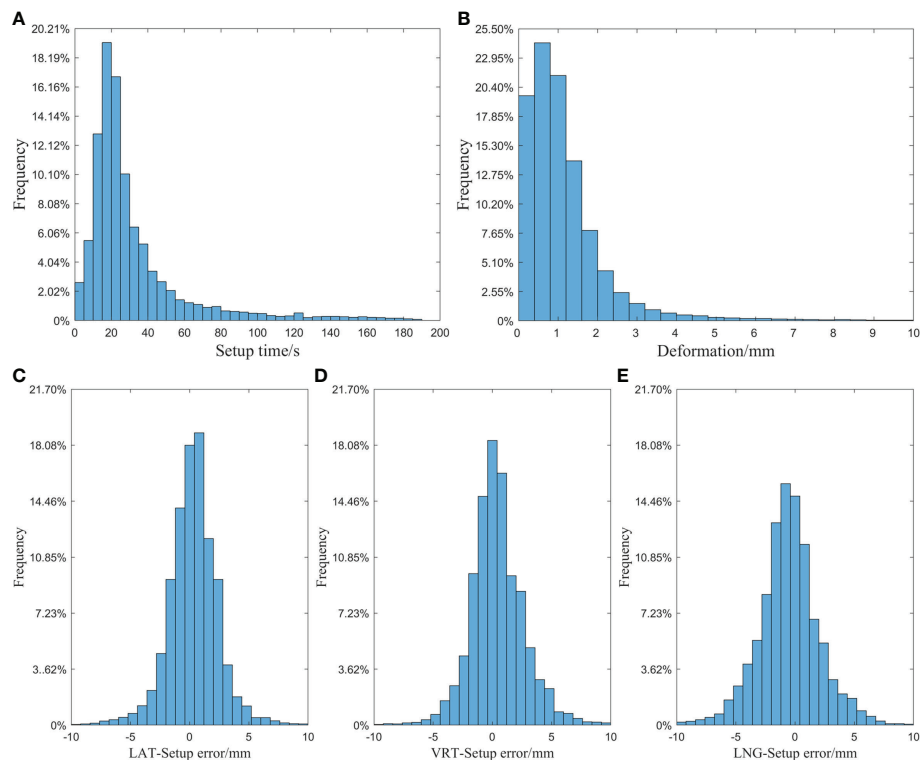 A
20.21%
18.19%
16.16%
14.14%
12.12%
10.10%
8.08%
6.06%
4.04%
2.02%
0%
Frequency
0 20 40 60 80 100 120 140 160 180 200
Setup time/s
B
25.50%
22.95%
20.40%
17.85%
15.30%
12.75%
10.20%
7.65%
5.10%
2.55%
0%
Frequency
0 1 2 3 4 5 6 7 8 9 10
Deformation/mm
C
21.70%
18.08%
14.46%
10.85%
7.23%
3.62%
0%
Frequency
-10 -5 0 5 10
LAT-Setup error/mm
D
21.70%
18.08%
14.46%
10.85%
7.23%
3.62%
0%
Frequency
-10 -5 0 5 10
VRT-Setup error/mm
E
21.70%
18.08%
14.46%
10.85%
7.23%
3.62%
0%
Frequency
-10 -5 0 5 10
LNG-Setup error/mm